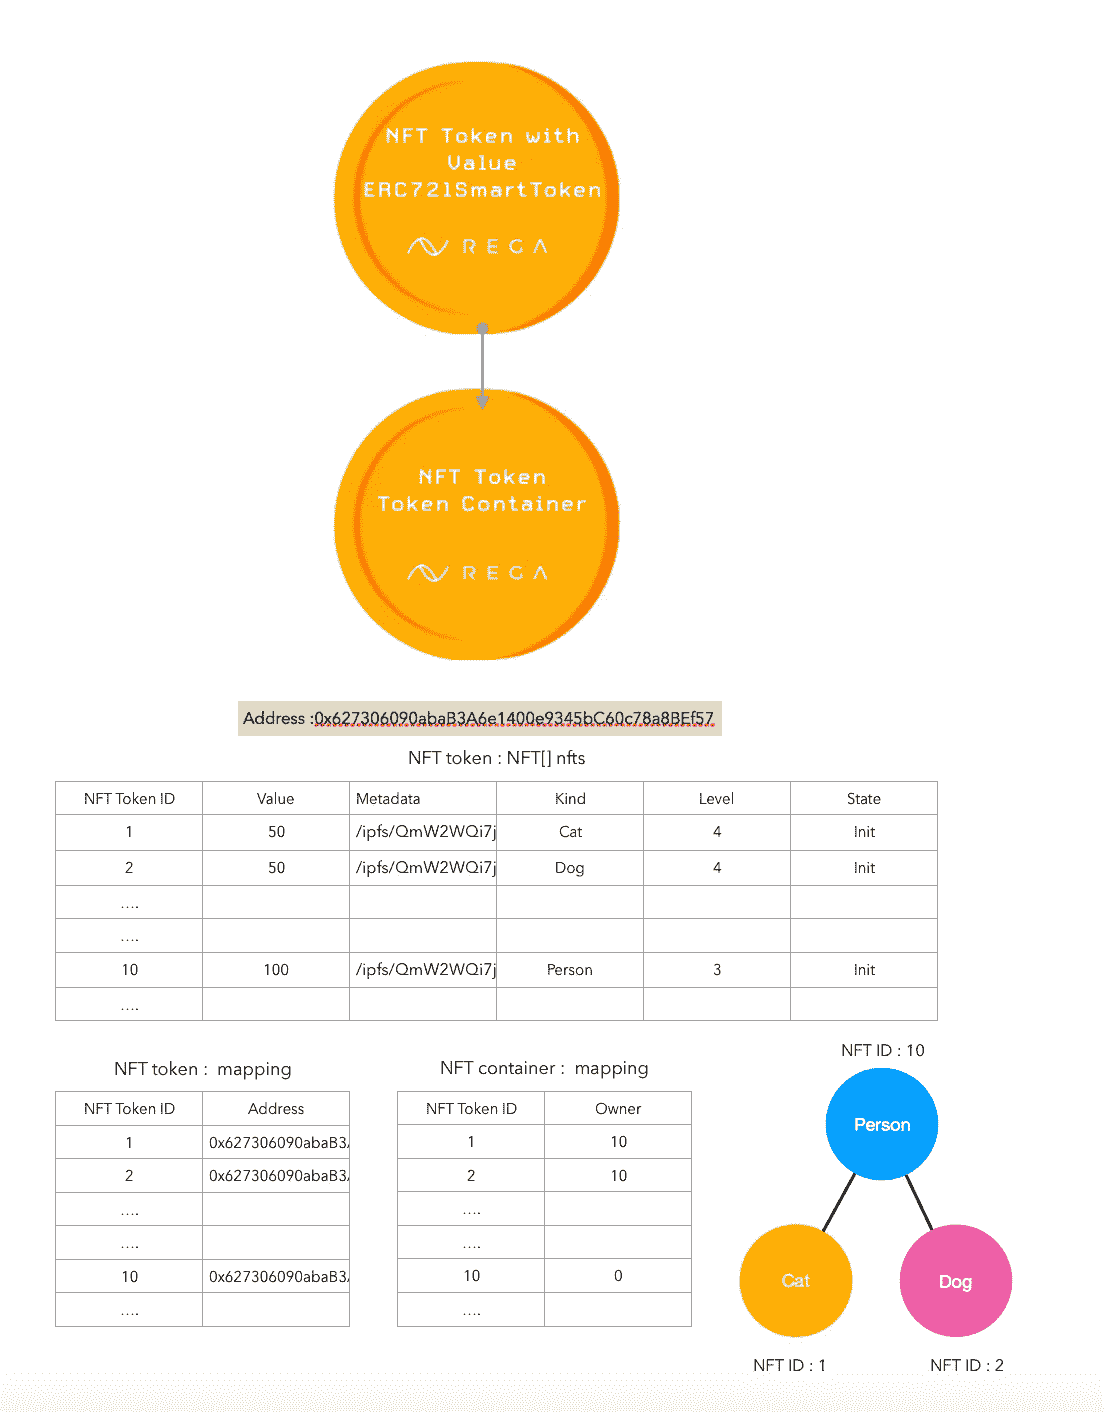 NFT Token with
Value
ERC721SmartToken
REGA
NFT Token
Token Container
REGA
Address :0x627306090abaB3A6e1400e9345bC60c78a8BEf57
NFT token : NFT[] nfts
NFT Token ID Value Metadata Kind Level State
1 50 /ipfs/QmW2WQi7j Cat 4 Init
2 50 /ipfs/QmW2WQi7j Dog 4 Init
....
....
10 100 /ipfs/QmW2WQi7j Person 3 Init
....
NFT token : mapping
NFT Token ID Address
1 0x627306090abaB3
2 0x627306090abaB3
....
....
10 0x627306090abaB3
....
NFT container : mapping
NFT Token ID Owner
1 10
2 10
....
....
10 0
....
NFT ID : 10
Person
Cat
Dog
NFT ID : 1
NFT ID : 2